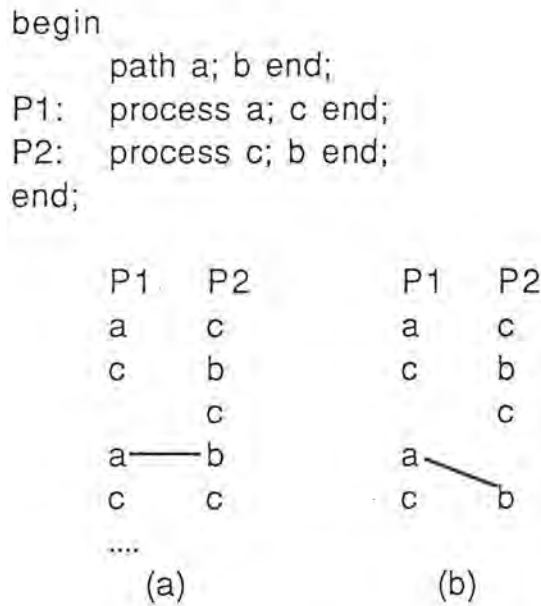 begin
path a; b end;
P1: process a; c end;
P2: process c; b end;
end;
P1 P2
a c
c b
c
a b
c c
....
(a)
P1 P2
a c
c b
c
a
c b
(b)